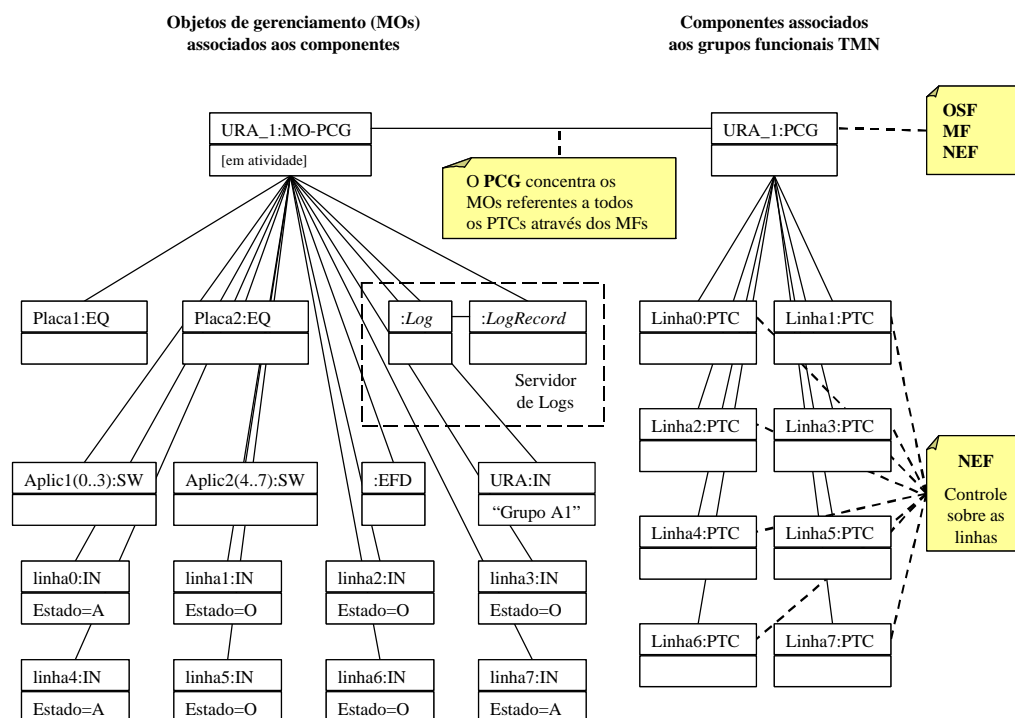 Objetos de gerenciamento (MOs)
associados aos componentes
Componentes associados
aos grupos funcionais TMN
URA_1:MO-PCG
[em atividade]
URA_1:PCG
OSF
MF
NEF
O PCG concentra os
MOs referentes a todos
os PTCs através dos MFs
Placa1:EQ
Placa2:EQ
:Log
:LogRecord
Servidor
de Logs
Linha0:PTC
Linha1:PTC
Linha2:PTC
Linha3:PTC
Aplic1(0..3):SW
Aplic2(4..7):SW
:EFD
URA:IN
“Grupo A1”
NEF
Controle
sobre as
linhas
Linha4:PTC
Linha5:PTC
linha0:IN
Estado=A
linha1:IN
Estado=O
linha2:IN
Estado=O
linha3:IN
Estado=O
Linha6:PTC
Linha7:PTC
linha4:IN
Estado=A
linha5:IN
Estado=O
linha6:IN
Estado=O
linha7:IN
Estado=A